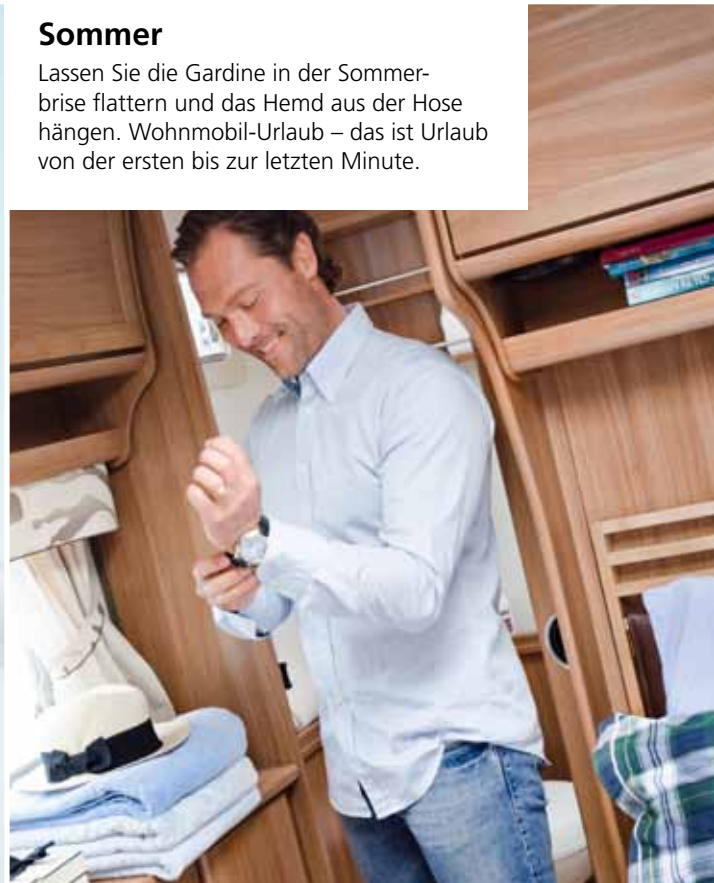 Sommer
Lassen Sie die Gardine in der Sommer-
brise flattern und das Hemd aus der Hose
hängen. Wohnmobil-Urlaub – das ist Urlaub
von der ersten bis zur letzten Minute.